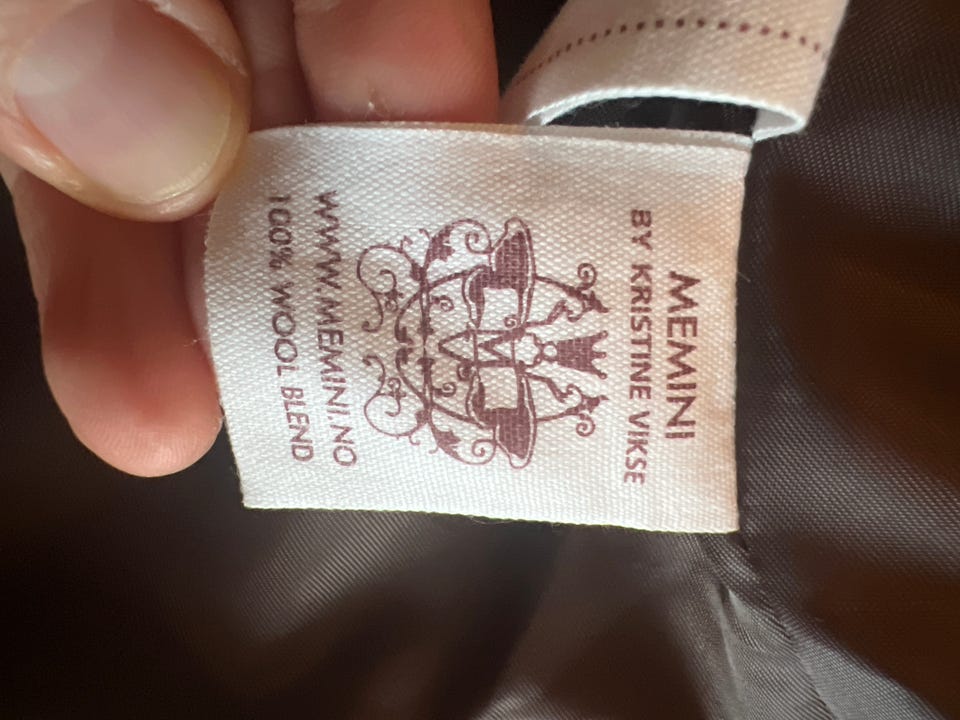 MEMINI
BY KRISTINE VIKSE
M
WWW.MEMINI.NO
100% WOOL BLEND